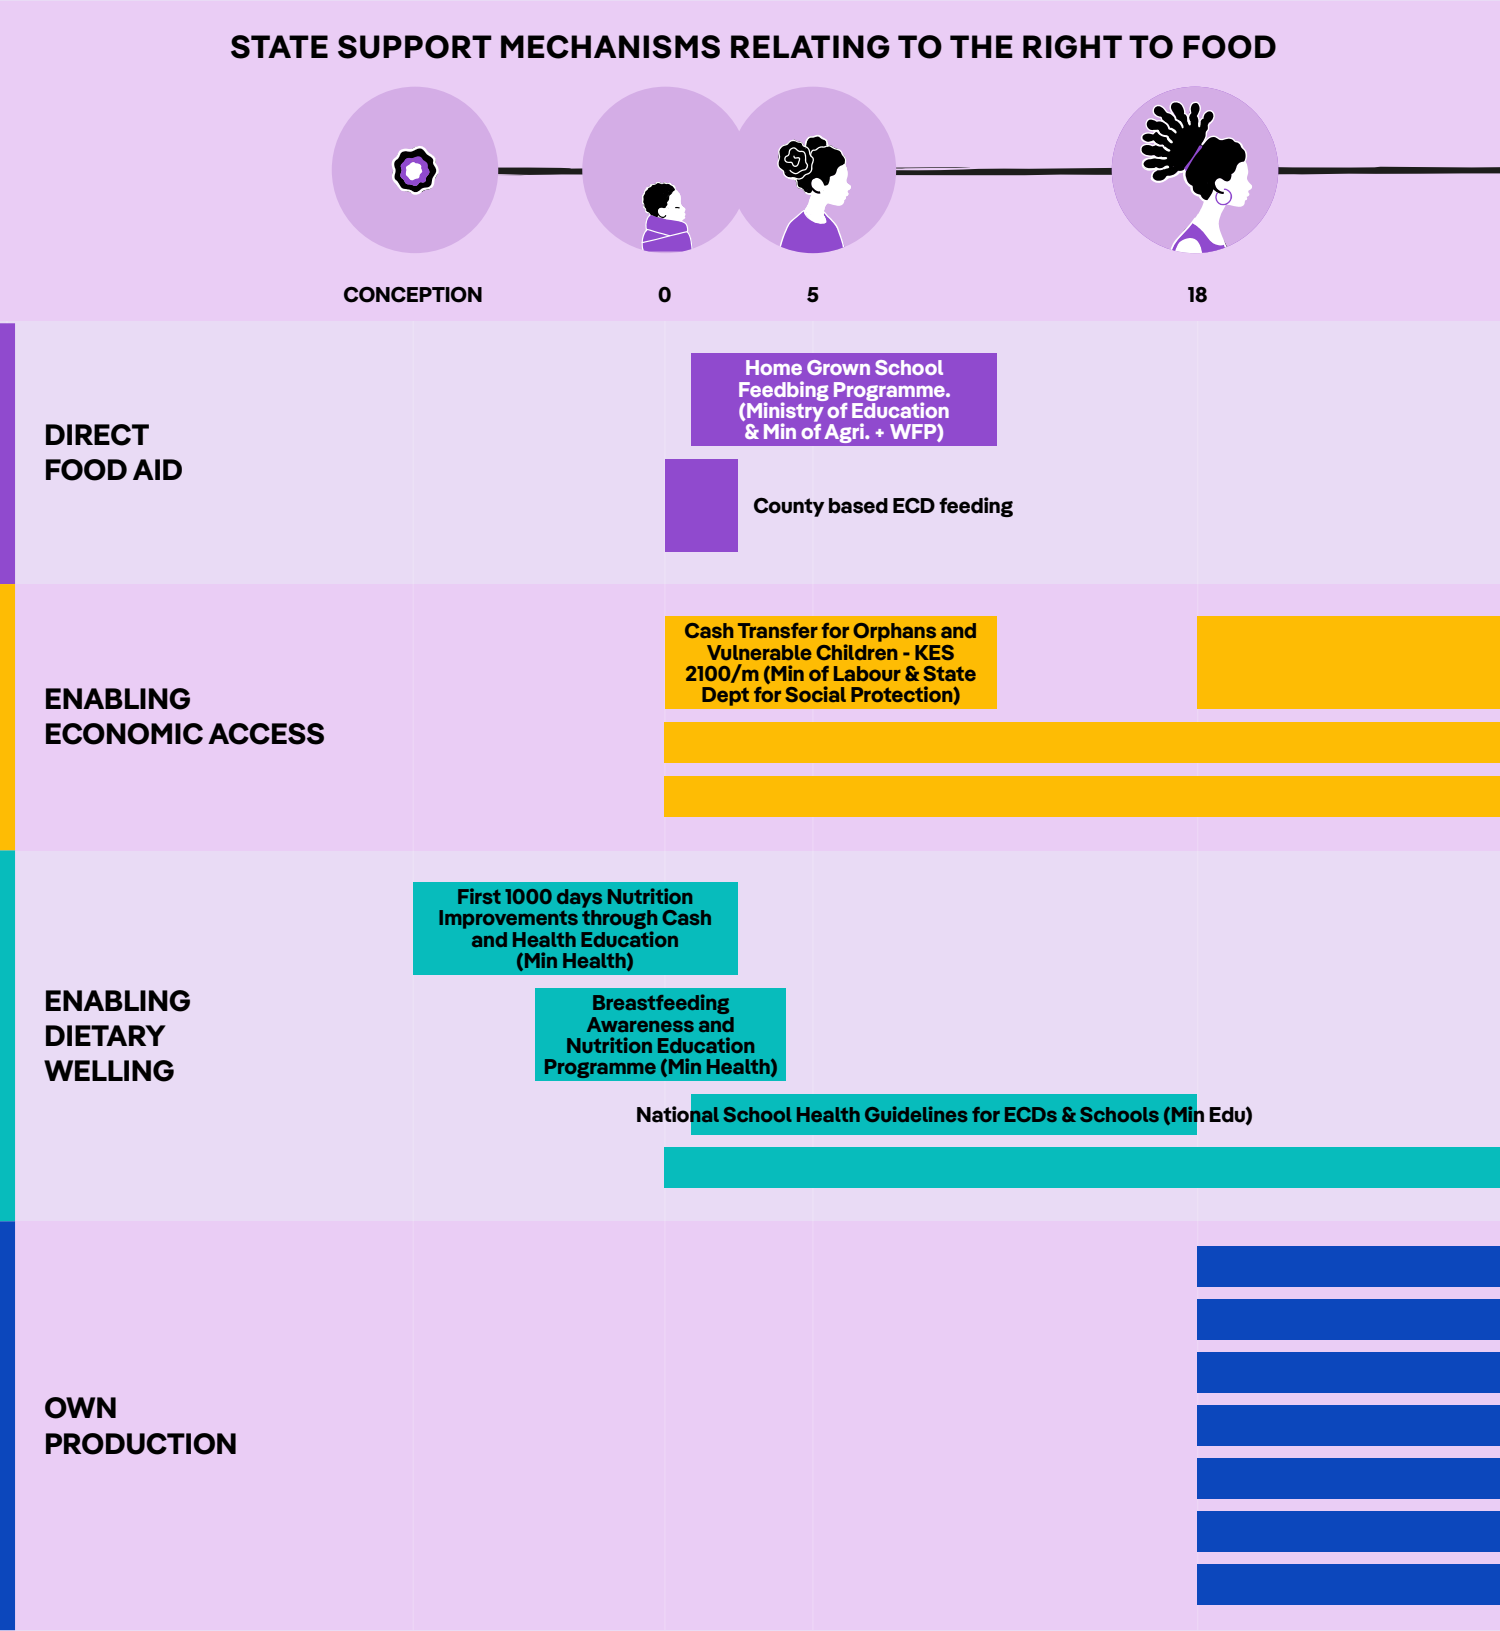 STATE SUPPORT MECHANISMS RELATING TO THE RIGHT TO FOOD
CONCEPTION
0
5
18
DIRECT
FOOD AID
Home Grown School
Feedbing Programme.
(Ministry of Education
& Min of Agri. + WFP)
County based ECD feeding
ENABLING
ECONOMIC ACCESS
Cash Transfer for Orphans and
Vulnerable Children - KES
2100/m (Min of Labour & State
Dept for Social Protection)
ENABLING
DIETARY
WELLING
First 1000 days Nutrition
Improvements through Cash
and Health Education
(Min Health)
Breastfeeding
Awareness and
Nutrition Education
Programme (Min Health)
National School Health Guidelines for ECDs & Schools (Min Edu)
OWN
PRODUCTION